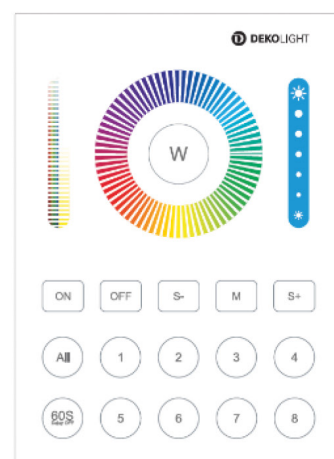 DEKOLIGHT
W
ON OFF S- M S+
All 1 2 3 4
60S
5 6 7 8